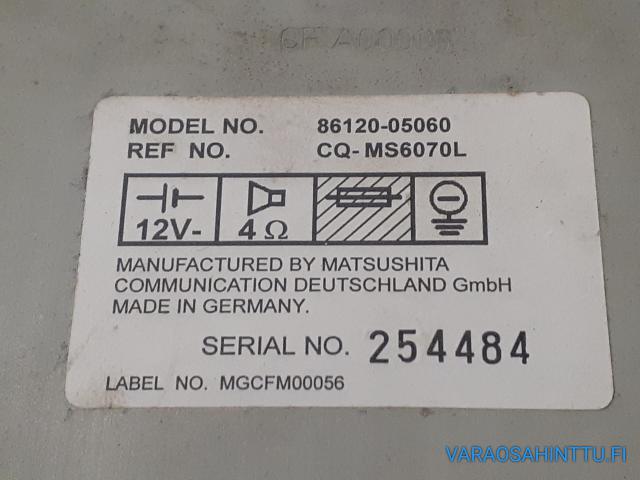 MODEL NO. 86120-05060
REF NO. CQ-MS6070L
12V-
4 Ω
MANUFACTURED BY MATSUSHITA
COMMUNICATION DEUTSCHLAND GmbH
MADE IN GERMANY.
SERIAL NO. 254484
LABEL NO. MGCFM00056
VARAOSAHINTTU.FI